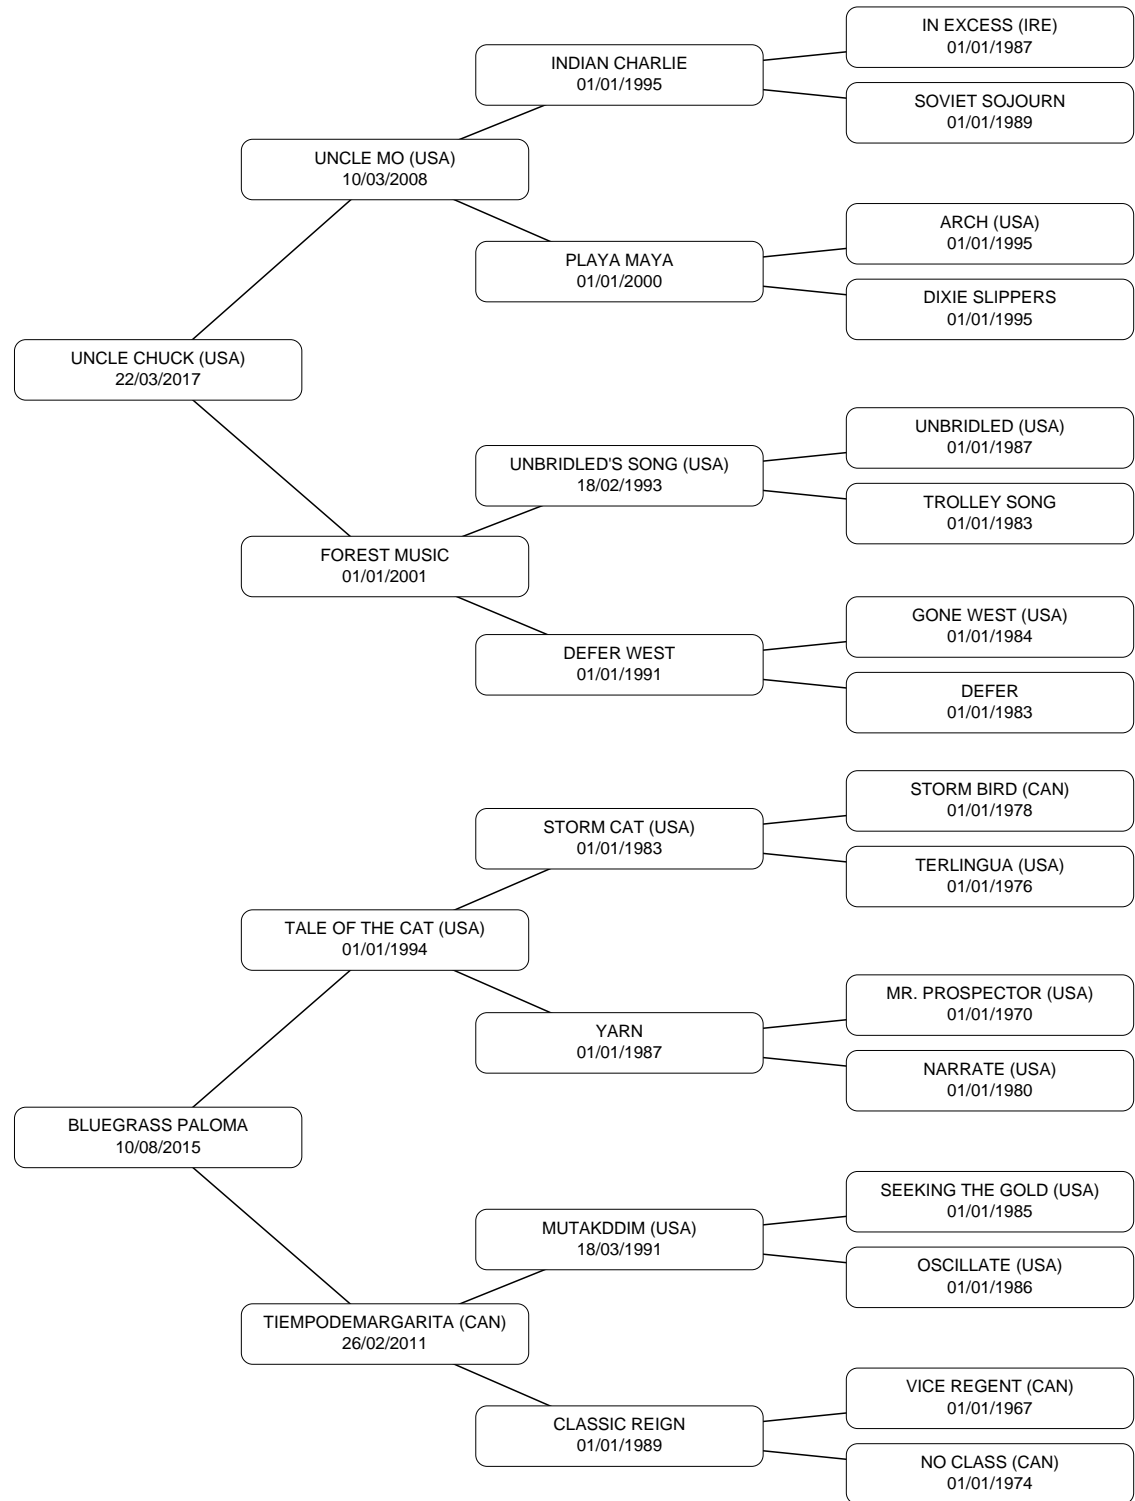 IN EXCESS (IRE)
01/01/1987
INDIAN CHARLIE
01/01/1995
SOVIET SOJOURN
01/01/1989
UNCLE MO (USA)
10/03/2008
ARCH (USA)
01/01/1995
PLAYA MAYA
01/01/2000
DIXIE SLIPPERS
01/01/1995
UNCLE CHUCK (USA)
22/03/2017
UNBRIDLED (USA)
01/01/1987
UNBRIDLED'S SONG (USA)
18/02/1993
TROLLEY SONG
01/01/1983
FOREST MUSIC
01/01/2001
GONE WEST (USA)
01/01/1984
DEFER WEST
01/01/1991
DEFER
01/01/1983
STORM BIRD (CAN)
01/01/1978
STORM CAT (USA)
01/01/1983
TERLINGUA (USA)
01/01/1976
TALE OF THE CAT (USA)
01/01/1994
MR. PROSPECTOR (USA)
01/01/1970
YARN
01/01/1987
NARRATE (USA)
01/01/1980
BLUEGRASS PALOMA
10/08/2015
SEEKING THE GOLD (USA)
01/01/1985
MUTAKDDIM (USA)
18/03/1991
OSCILLATE (USA)
01/01/1986
TIEMPODEMARGARITA (CAN)
26/02/2011
VICE REGENT (CAN)
01/01/1967
CLASSIC REIGN
01/01/1989
NO CLASS (CAN)
01/01/1974